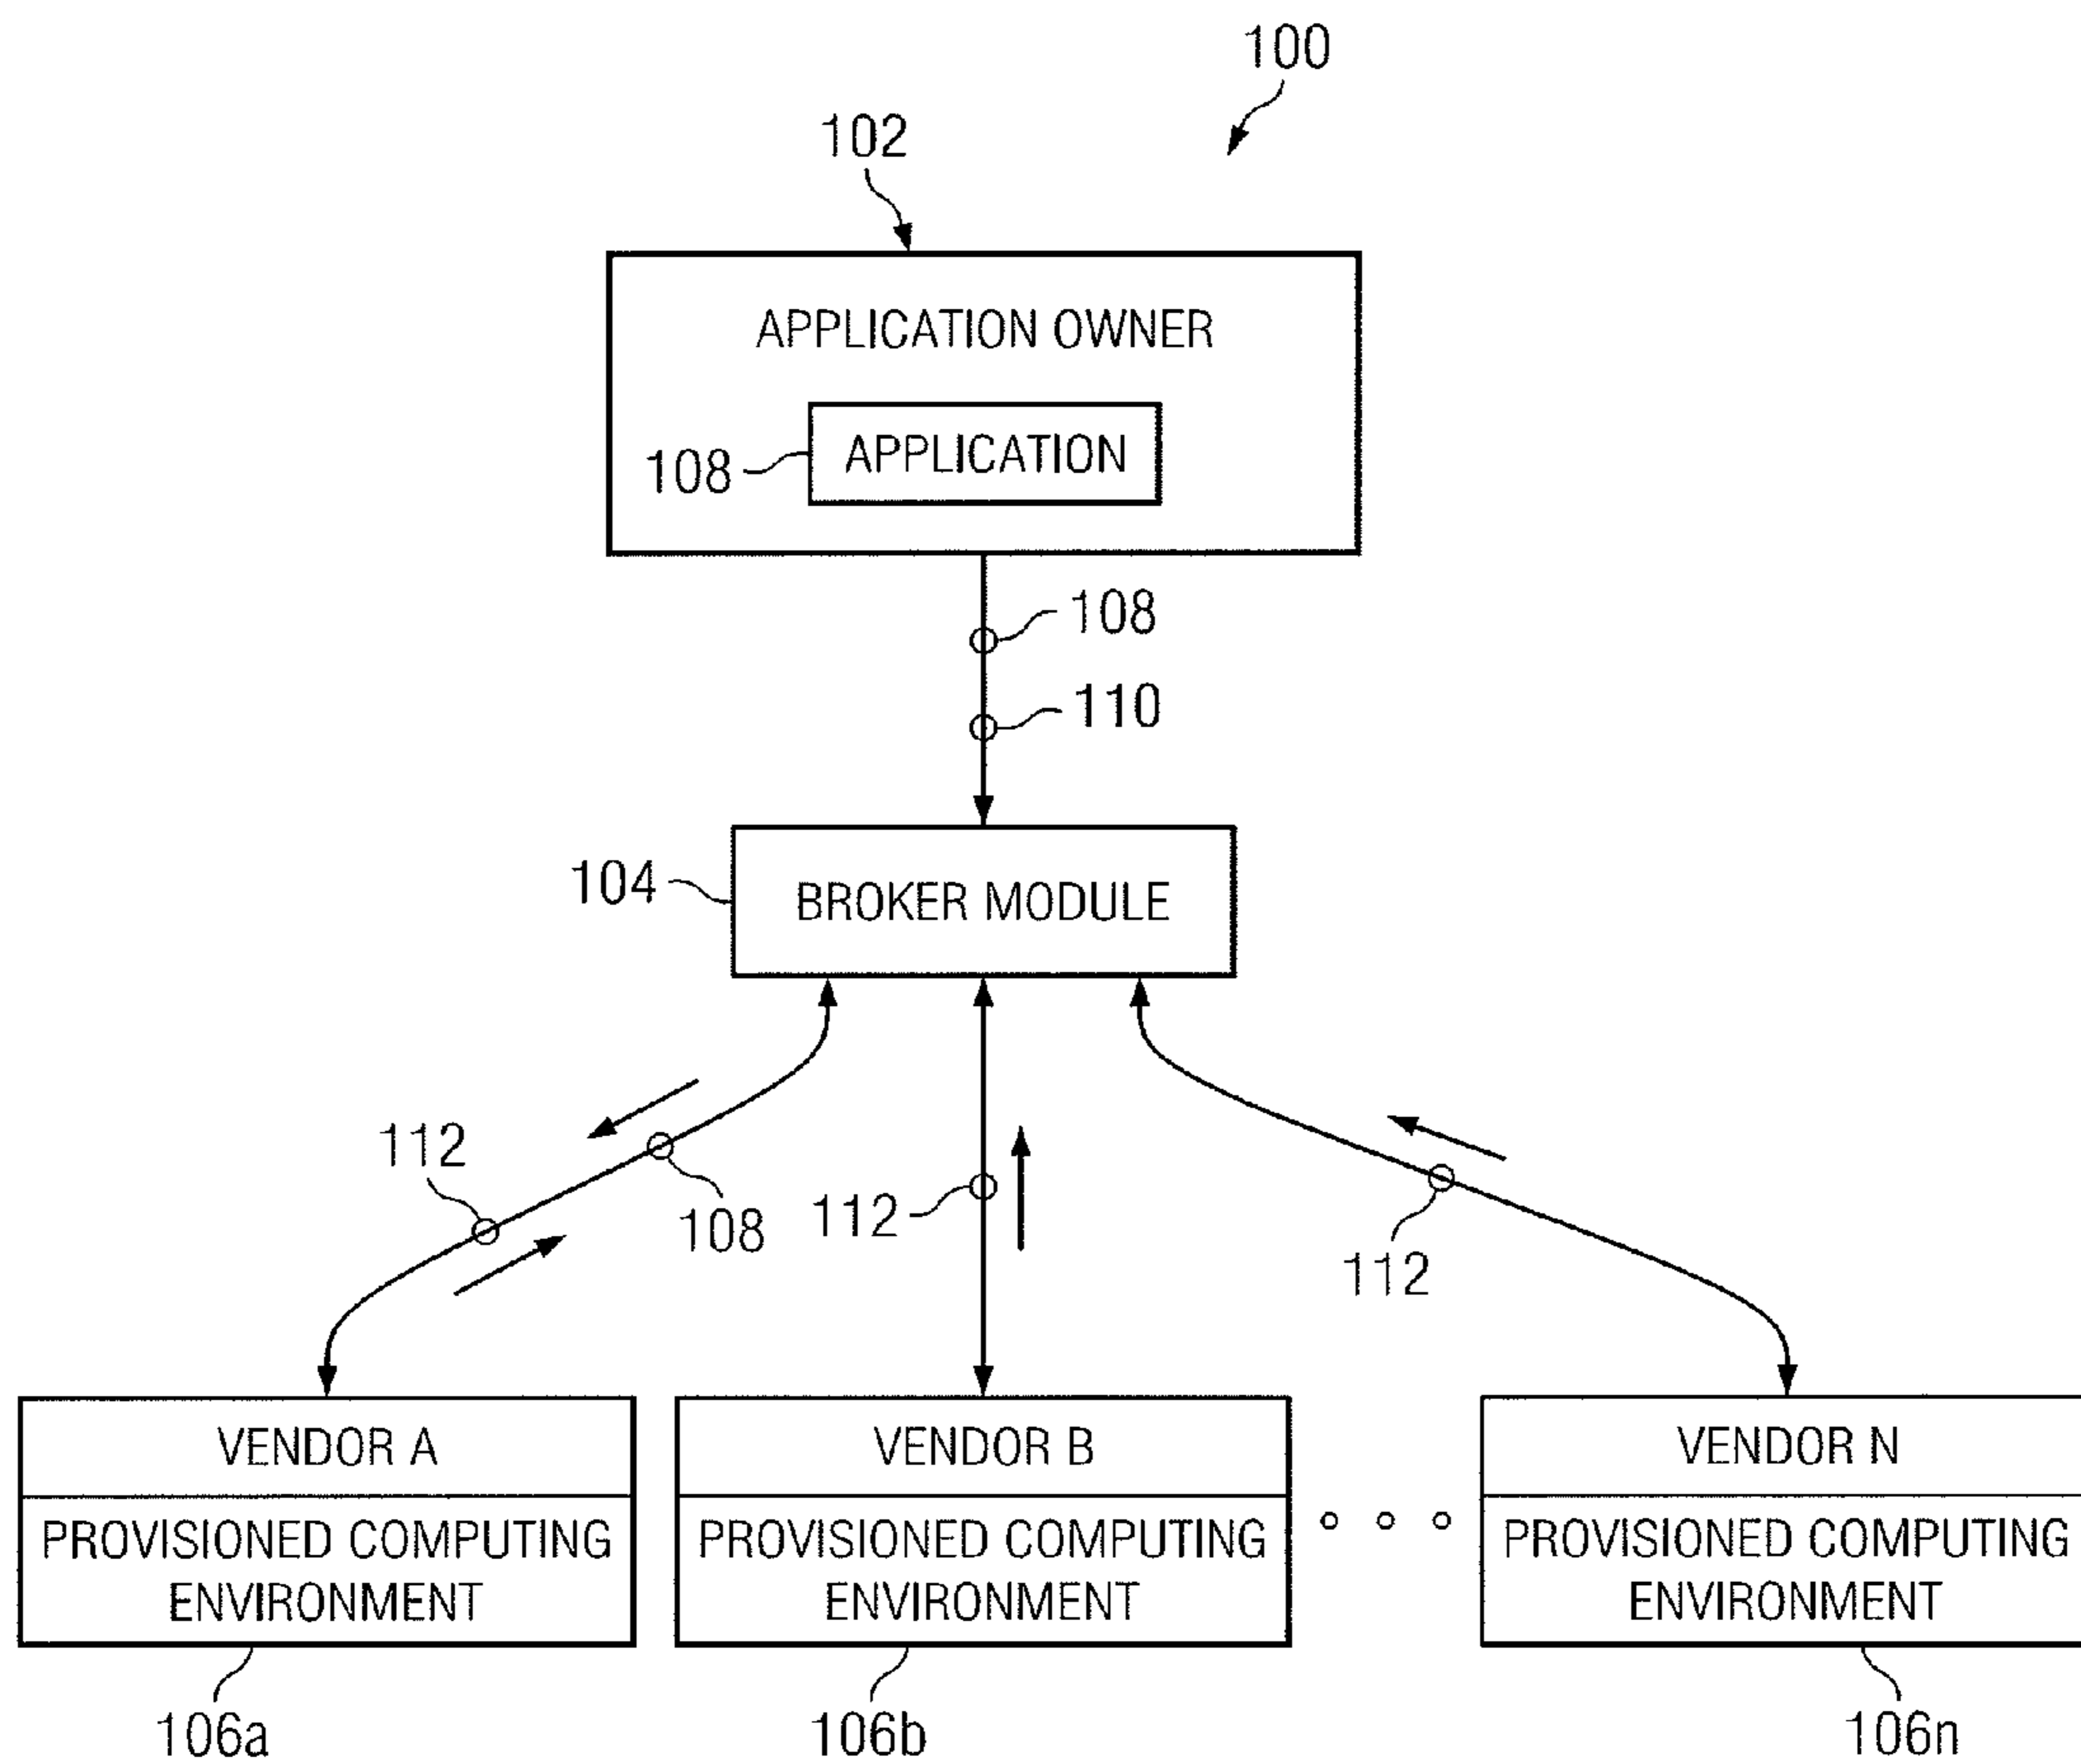 100
102
APPLICATION OWNER
108
APPLICATION
108
110
104
BROKER MODULE
112
108
112
112
VENDOR A
VENDOR B
VENDOR N
PROVISIONED COMPUTING
ENVIRONMENT
PROVISIONED COMPUTING
ENVIRONMENT
PROVISIONED COMPUTING
ENVIRONMENT
106a
106b
106n